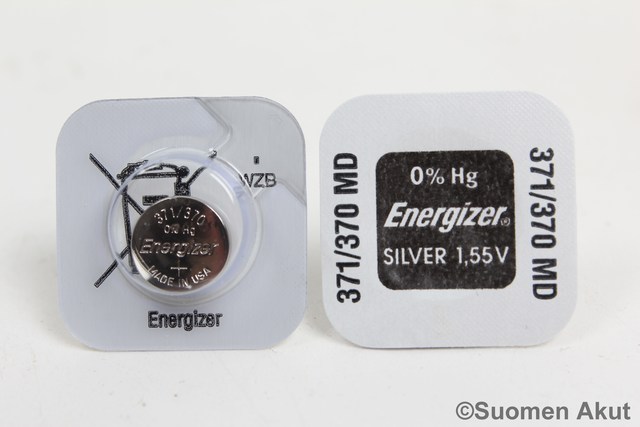 WZB
371/370
0% Hg
Energizer
MADE IN USA
Energizer
371/370 MD
0% Hg
Energizer®
SILVER 1,55V
371/370 MD
©Suomen Akut